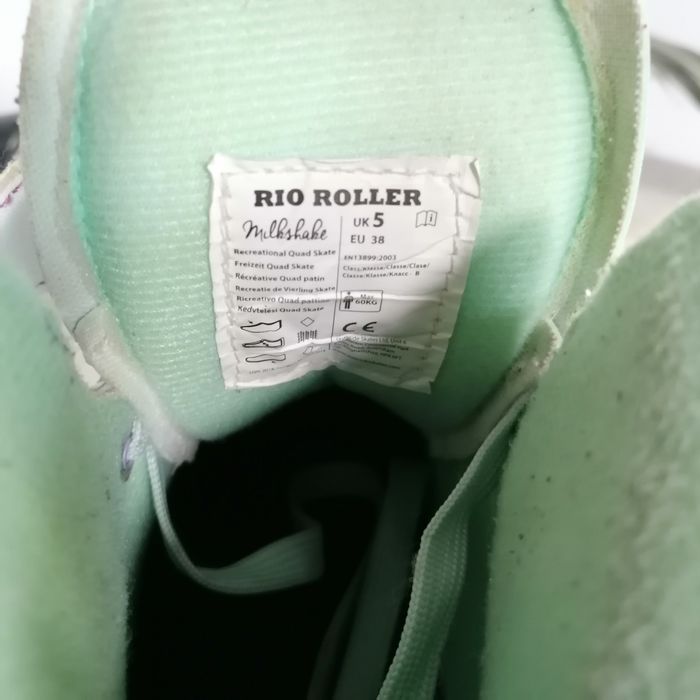 RIO ROLLER
Milkshake
Recreational Quad Skate
Freizeit Quad Skate
Récréative Quad patin
Recreatie de Vierling Skate
Ricreativo Quad pattino
Kedvtelési Quad Skate
UK 5
EU 38
EN13899:2003
Class/Klasse/Classe/Clase/
Classe/Klasse/Класс - B
Max
60KG
CE